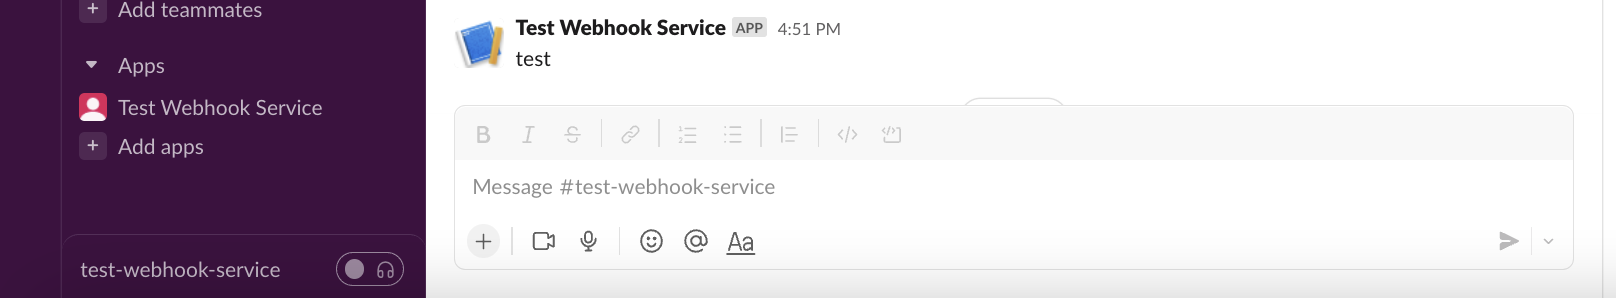 Add teammates
Apps
Test Webhook Service
Add apps
test-webhook-service
Test Webhook Service APP 4:51 PM
test
Message #test-webhook-service
Aa